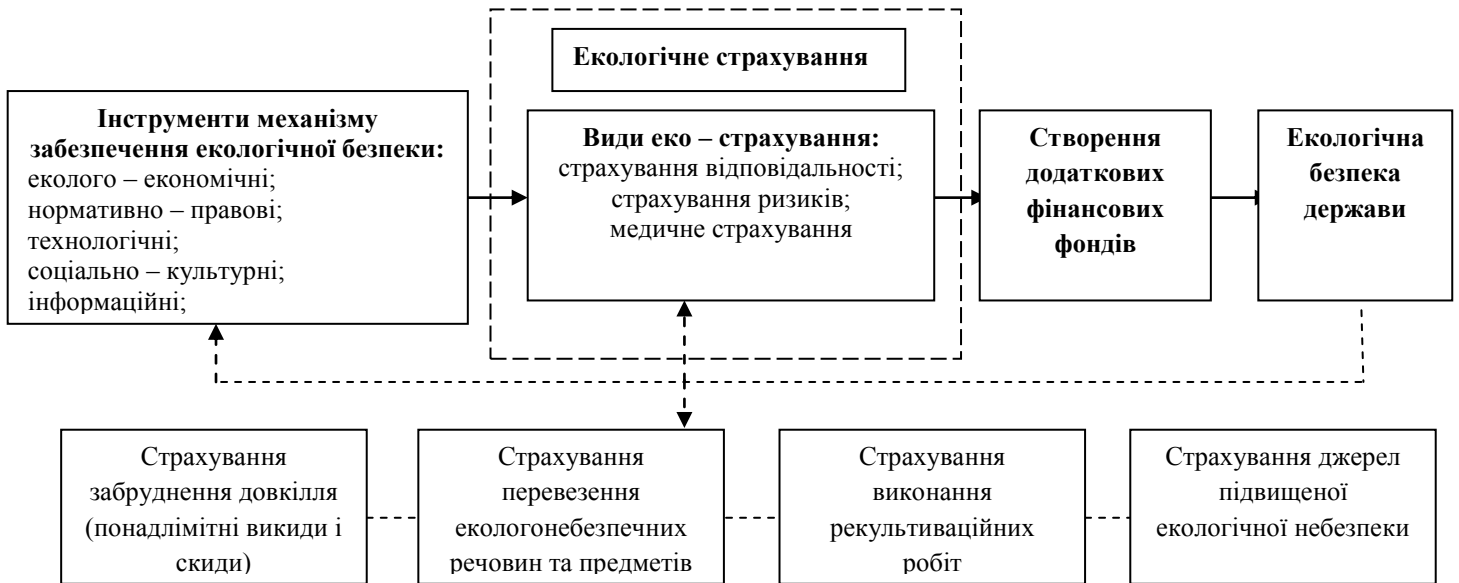 Екологічне страхування
Інструменти механізму
забезпечення екологічної безпеки:
еколого – економічні;
нормативно – правові;
технологічні;
соціально – культурні;
інформаційні;
Види еко – страхування:
страхування відповідальності;
страхування ризиків;
медичне страхування
Створення
додаткових
фінансових
фондів
Екологічна
безпека
держави
Страхування
забруднення довкілля
(понадлімітні викиди і
скиди)
Страхування
перевезення
екологонебезпечних
речовин та предметів
Страхування
виконання
рекультиваційних
робіт
Страхування джерел
підвищеної
екологічної небезпеки